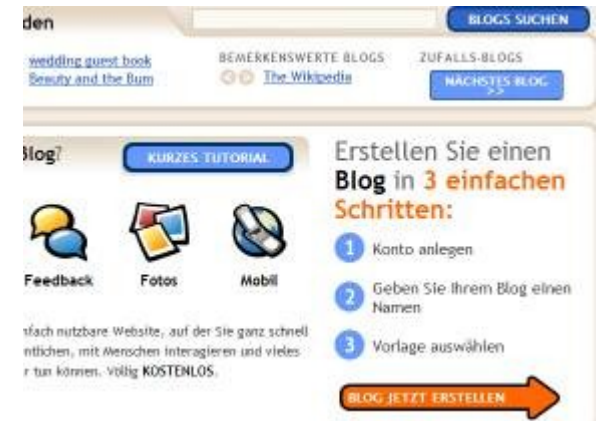 den
BLOGS SUCHEN
wedding guest book
Beauty and the Bum
BEMERKENSWERTE BLOGS
The Wikipedia
ZUFALLS-BLOGS
NÄCHSTES BLOG
>>
Blog?
KURZES TUTORIAL
Feedback
Fotos
Mobil
nfach nutzbare Website, auf der Sie ganz schnell
ntlichen, mit Menschen interagieren und vieles
r tun können. Völlig KOSTENLOS.
Erstellen Sie einen
Blog in 3 einfachen
Schritten:
1 Konto anlegen
2 Geben Sie Ihrem Blog einen
Namen
3 Vorlage auswählen
BLOG JETZT ERSTELLEN